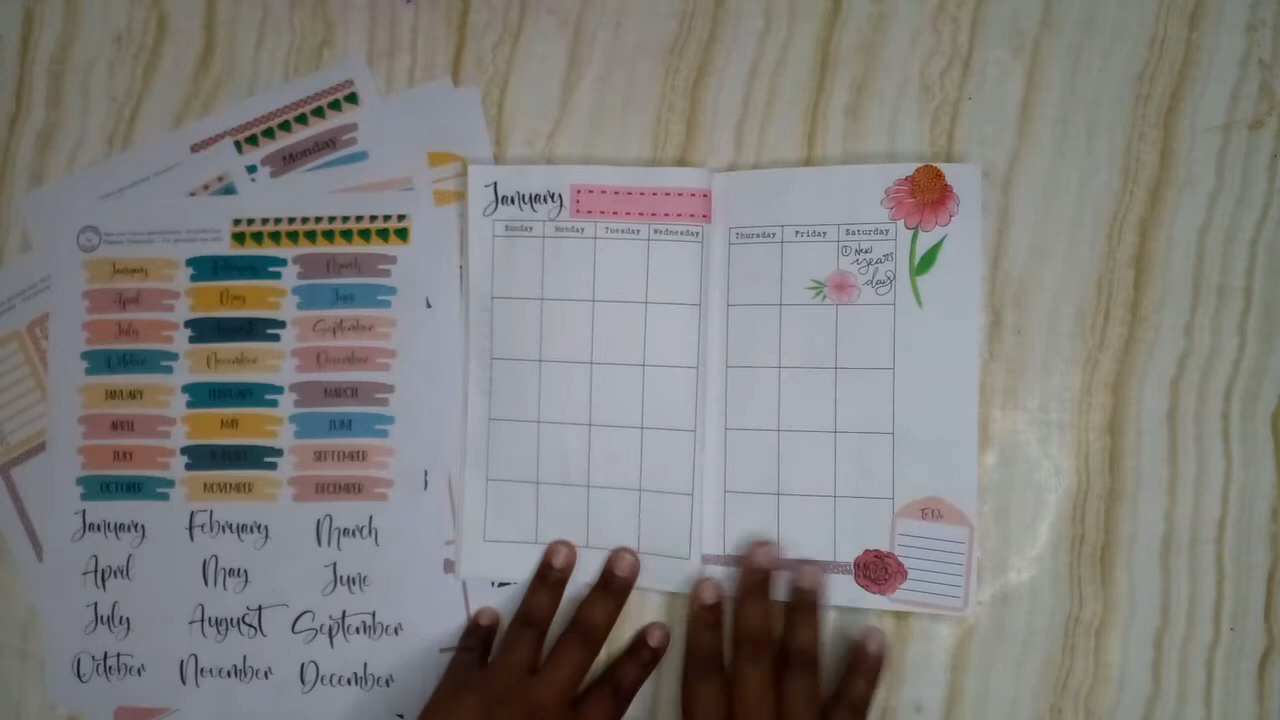 Monday
January February March
April May June
July August September
October November December
JANUARY FEBRUARY MARCH
APRIL MAY JUNE
JULY AUGUST SEPTEMBER
OCTOBER NOVEMBER DECEMBER
January February March
April May June
July August September
October November December
January
Sunday Monday Tuesday Wednesday
Thursday Friday Saturday
① New
years
day
To Do